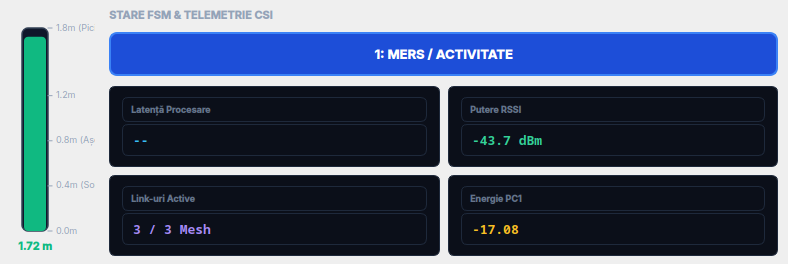 STARE FSM & TELEMETRIE CSI
1.8m (Pic
1: MERS / ACTIVITATE
1.2m
0.8m (Aș
0.4m (So
0.0m
1.72 m
Latență Procesare
--
Putere RSSI
-43.7 dBm
Link-uri Active
3 / 3 Mesh
Energie PC1
-17.08